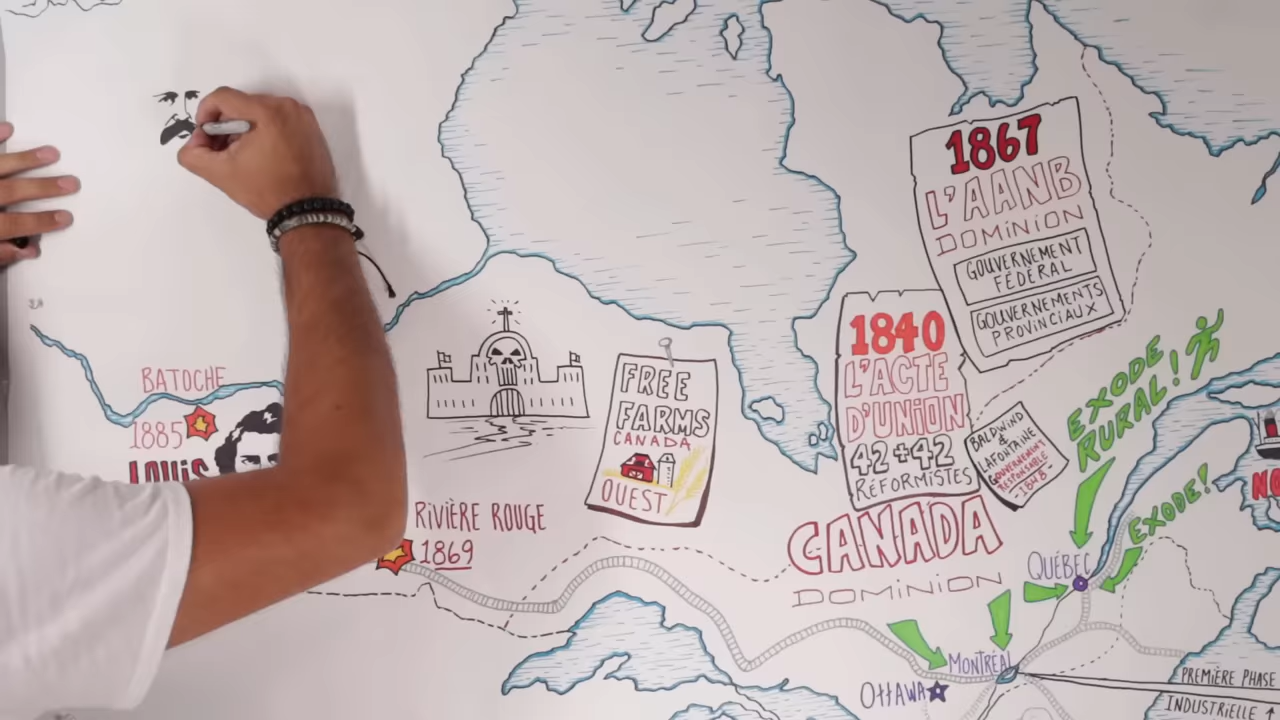 BATOCHE
1885
LOUIS
RIVIÈRE ROUGE
1869
FREE
FARMS
CANADA
OUEST
1840
L'ACTE
D'UNION
42+42
RÉFORMISTES
1867
L'AANB
DOMINION
GOUVERNEMENT
FÉDÉRAL
GOUVERNEMENTS
PROVINCIAUX
BALDWIND
&
LAFONTAINE
GOUVERNEMENT
RESPONSABLE
-1848-
EXODE
RURAL!
EXODE!
CANADA
DOMINION
QUÉBEC
MONTRÉAL
OTTAWA
NO
PREMIÈRE PHASE
INDUSTRIELLE